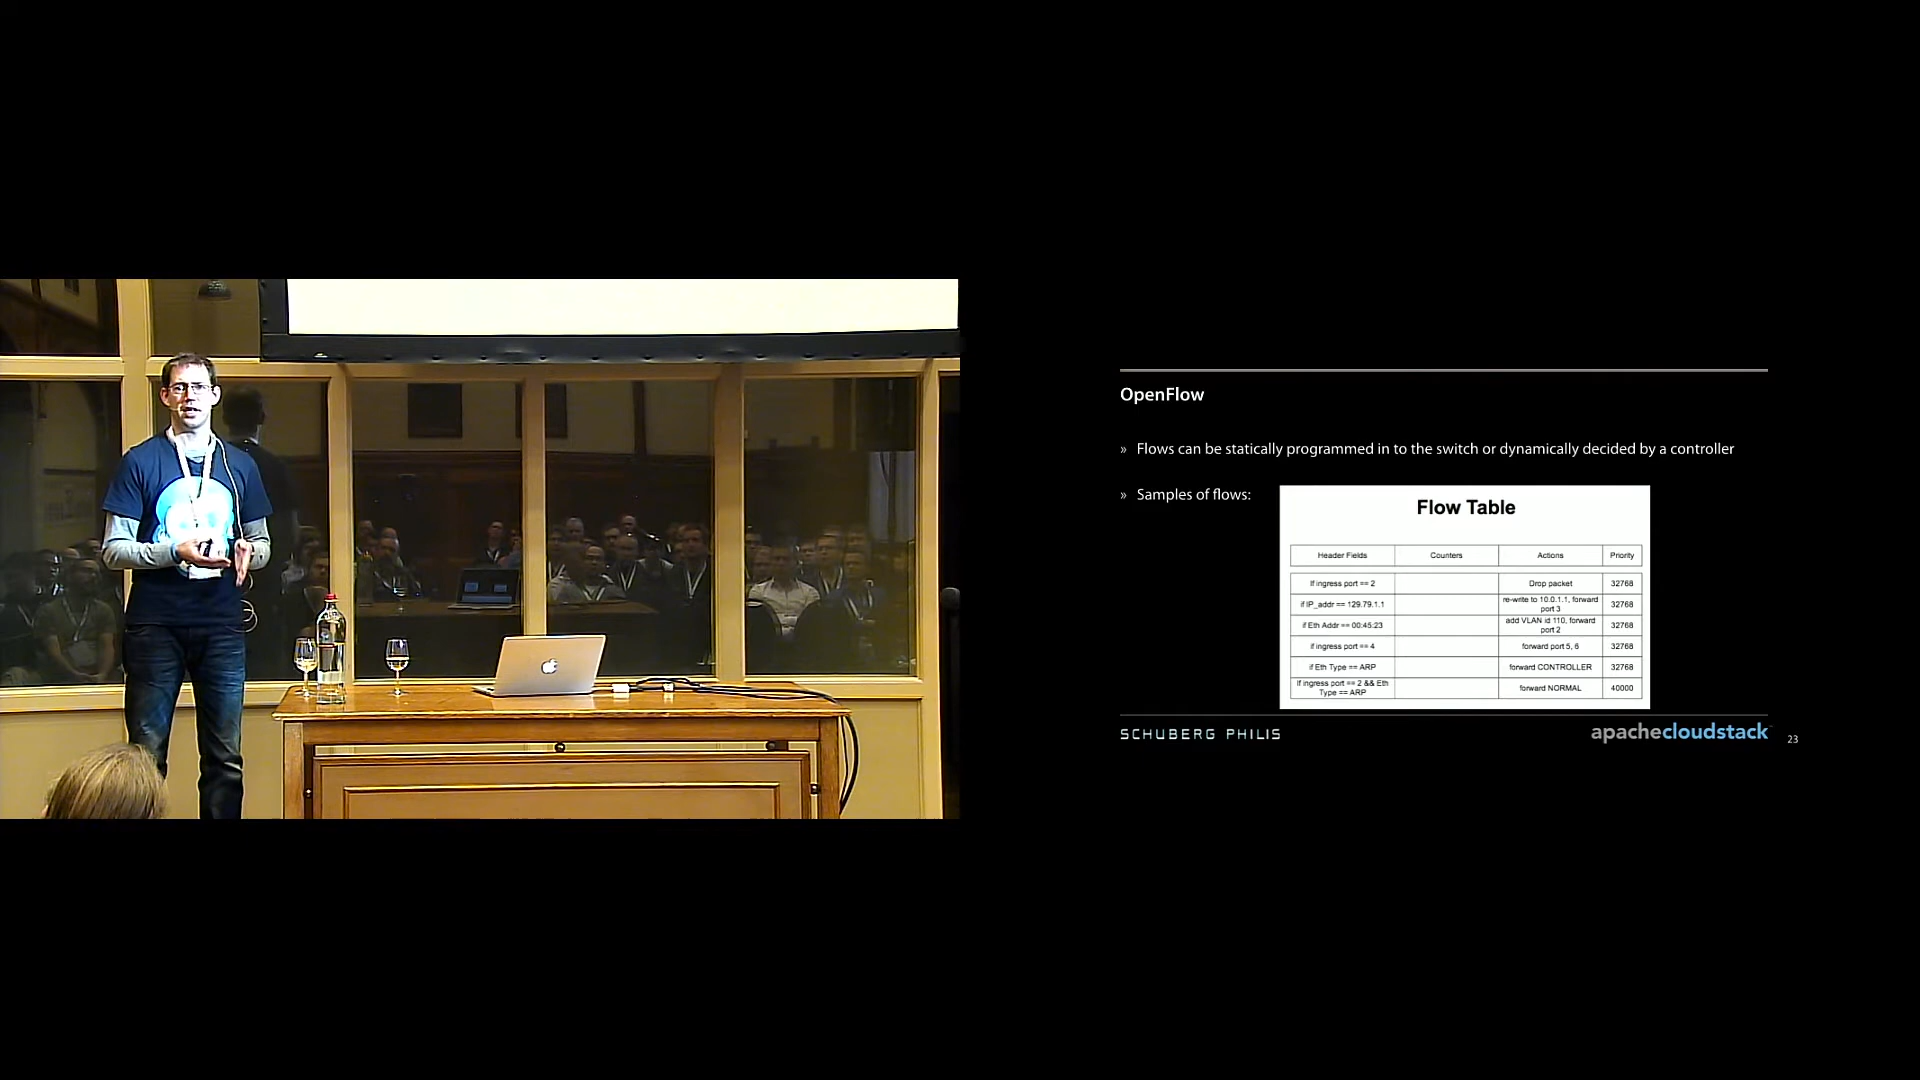 OpenFlow
» Flows can be statically programmed in to the switch or dynamically decided by a controller
» Samples of flows:
Flow Table
Header Fields Counters Actions Priority
If ingress port == 2 Drop packet 32768
if IP_addr == 129.79.1.1 re-write to 10.0.1.1, forward
port 3 32768
if Eth Addr == 00:45:23 add VLAN id 110, forward
port 2 32768
if ingress port == 4 forward port 5, 6 32768
if Eth Type == ARP forward CONTROLLER 32768
If ingress port == 2 && Eth
Type == ARP forward NORMAL 40000
SCHUBERG PHILIS
apachecloudstack
23